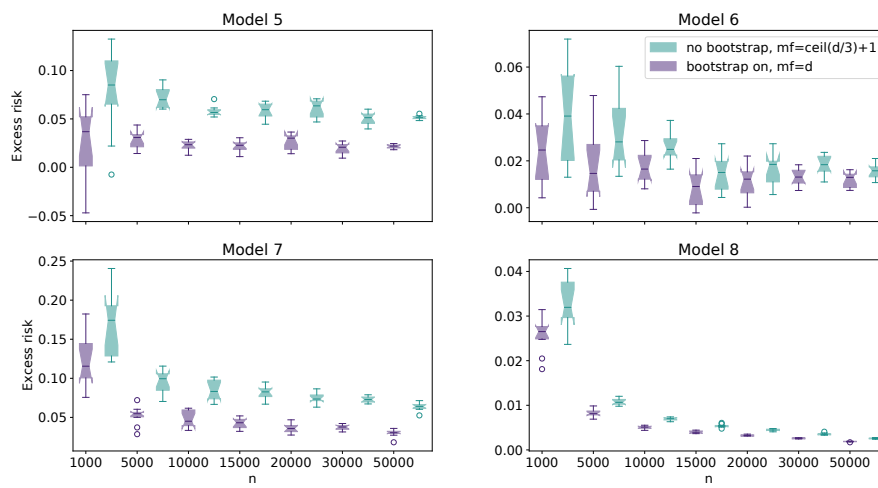 Model 5
Model 6
Excess risk
0.10
0.05
0.00
−0.05
0.06
0.04
0.02
0.00
no bootstrap, mf=ceil(d/3)+1
bootstrap on, mf=d
Model 7
Model 8
Excess risk
0.25
0.20
0.15
0.10
0.05
0.04
0.03
0.02
0.01
0.00
1000 5000 10000 15000 20000 30000 50000
1000 5000 10000 15000 20000 30000 50000
n
n